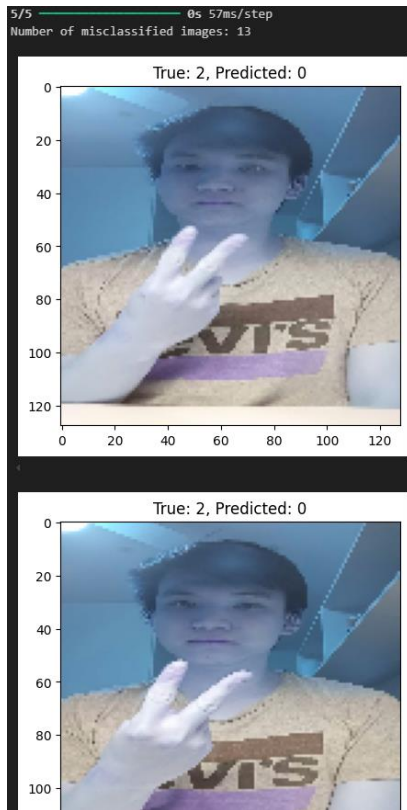 5/5 ━━━━━━━━━━━━━━━━━━━━ 0s 57ms/step
Number of misclassified images: 13
True: 2, Predicted: 0
0
20
40
60
80
100
120
0 20 40 60 80 100 120
EVI'S
True: 2, Predicted: 0
0
20
40
60
80
100
VI'S